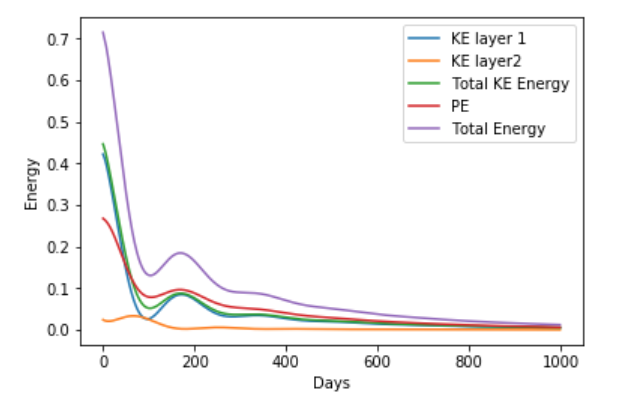 KE layer 1
KE layer2
Total KE Energy
PE
Total Energy
0.7
0.6
0.5
0.4
0.3
0.2
0.1
0.0
Energy
0 200 400 600 800 1000
Days